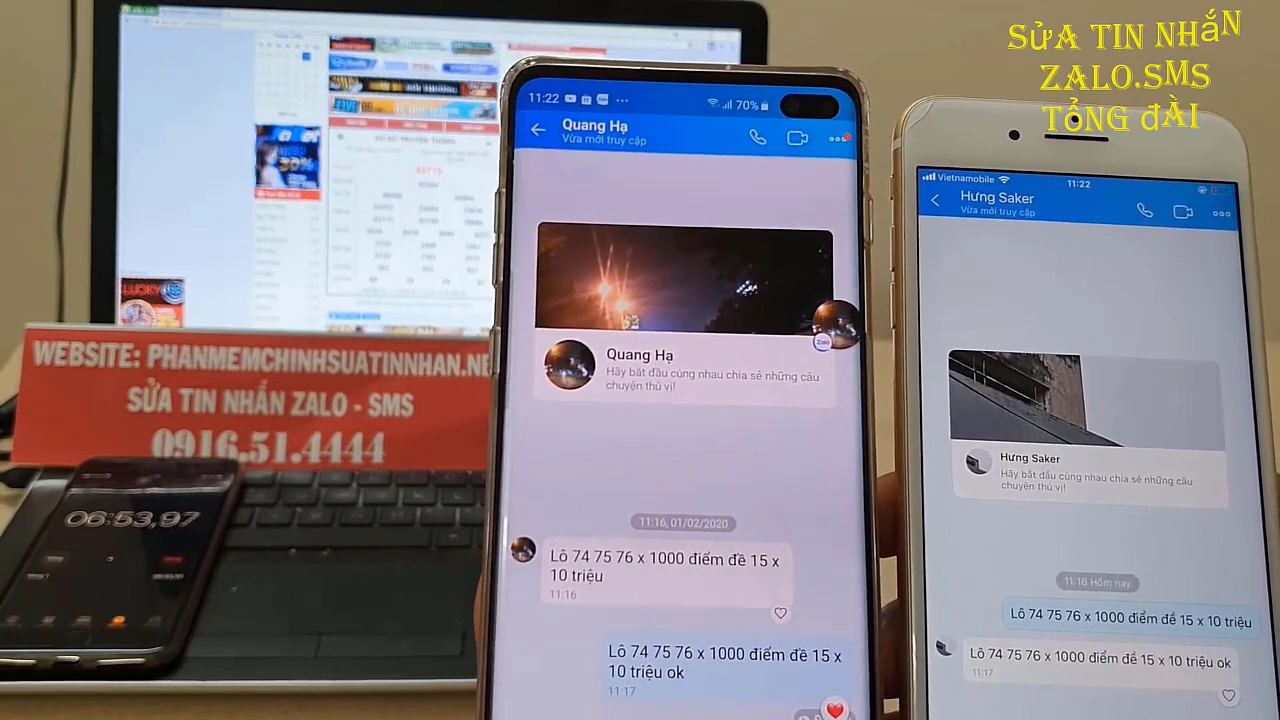 SỬA TIN NHẮN
ZALO.SMS
TỔNG ĐÀI
WEBSITE: PHANMEMCHINHSUATINNHAN.NE
SỬA TIN NHẮN ZALO - SMS
0916.51.4444
06:53,97
11:22
70%
Quang Hạ
Vừa mới truy cập
Quang Hạ
Hãy bắt đầu cùng nhau chia sẻ những câu
chuyện thú vị!
11:16, 01/02/2020
Lô 74 75 76 x 1000 điểm đề 15 x
10 triệu
11:16
Lô 74 75 76 x 1000 điểm đề 15 x
10 triệu ok
11:17
Vietnamobile
11:22
Hưng Saker
Vừa mới truy cập
Hưng Saker
Hãy bắt đầu cùng nhau chia sẻ những câu
chuyện thú vị!
11:16 Hôm nay
Lô 74 75 76 x 1000 điểm đề 15 x 10 triệu
Lô 74 75 76 x 1000 điểm đề 15 x 10 triệu ok
11:17